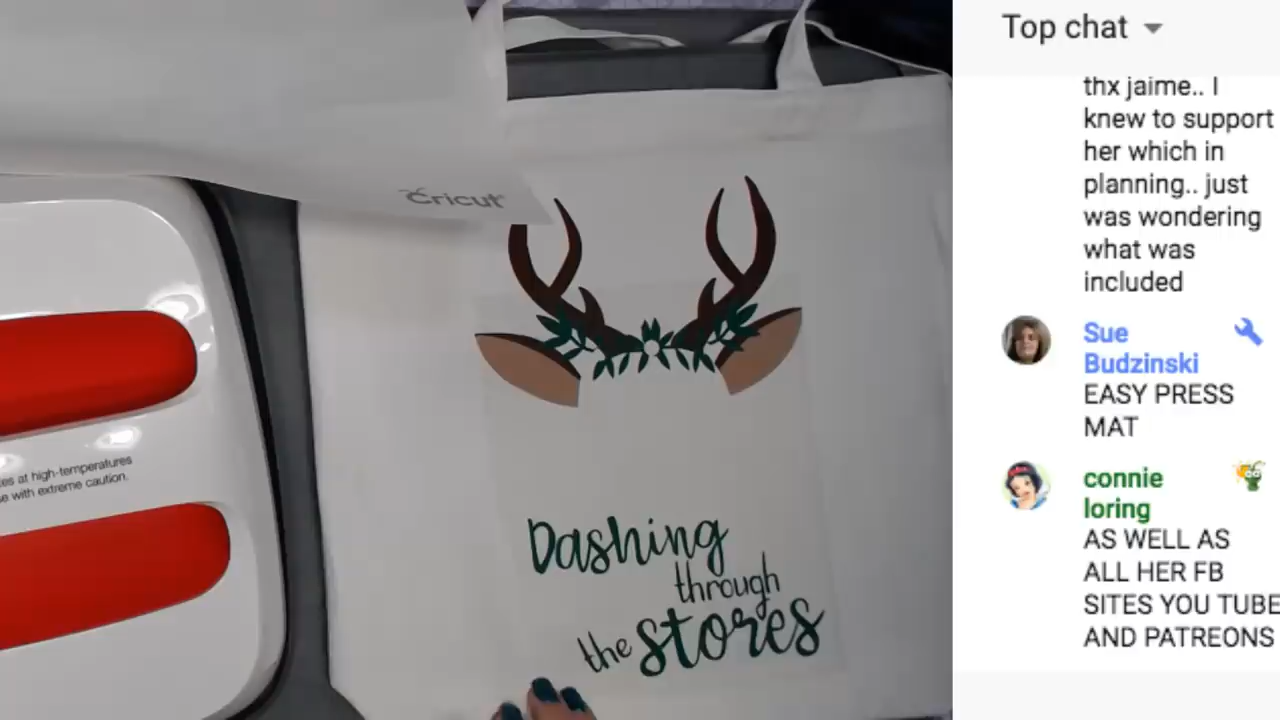 Cricut
es at high-temperatures
e with extreme caution.
Dashing
through
the stores
Top chat
thx jaime.. I
knew to support
her which in
planning.. just
was wondering
what was
included
Sue
Budzinski
EASY PRESS
MAT
connie
loring
AS WELL AS
ALL HER FB
SITES YOU TUBE
AND PATREONS